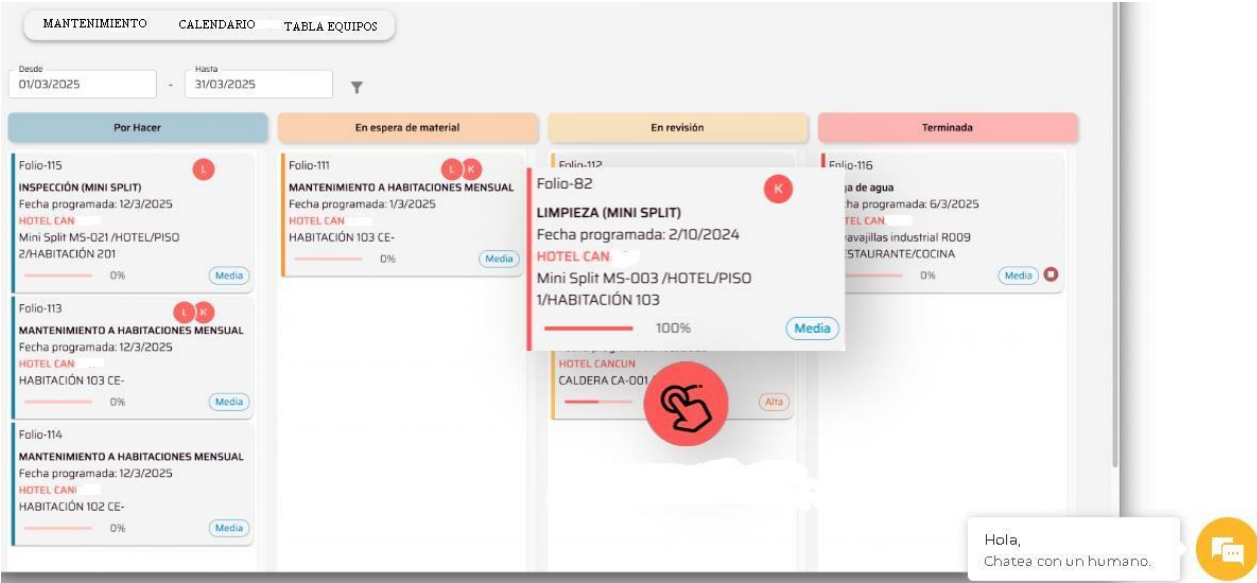 MANTENIMIENTO CALENDARIO TABLA EQUIPOS
Desde Hasta
01/03/2025 - 31/03/2025
Por Hacer
Folio-115
L
INSPECCIÓN (MINI SPLIT)
Fecha programada: 12/3/2025
HOTEL CAN
Mini Split MS-021 /HOTEL/PISO
2/HABITACIÓN 201
0% Media
Folio-113
L K
MANTENIMIENTO A HABITACIONES MENSUAL
Fecha programada: 12/3/2025
HOTEL CAN
HABITACIÓN 103 CE-
0% Media
Folio-114
MANTENIMIENTO A HABITACIONES MENSUAL
Fecha programada: 12/3/2025
HOTEL CAN
HABITACIÓN 102 CE-
0% Media
En espera de material
Folio-111
L K
MANTENIMIENTO A HABITACIONES MENSUAL
Fecha programada: 1/3/2025
HOTEL CAN
HABITACIÓN 103 CE-
0% Media
En revisión
Folio-112
Folio-82
K
LIMPIEZA (MINI SPLIT)
Fecha programada: 2/10/2024
HOTEL CAN
Mini Split MS-003 /HOTEL/PISO
1/HABITACIÓN 103
100% Media
HOTEL CANCUN
CALDERA CA-001
Alta
Terminada
Folio-116
a de agua
ha programada: 6/3/2025
TEL CAN
avajillas industrial R009
STAURANTE/COCINA
0% Media
Hola,
Chatea con un humano.